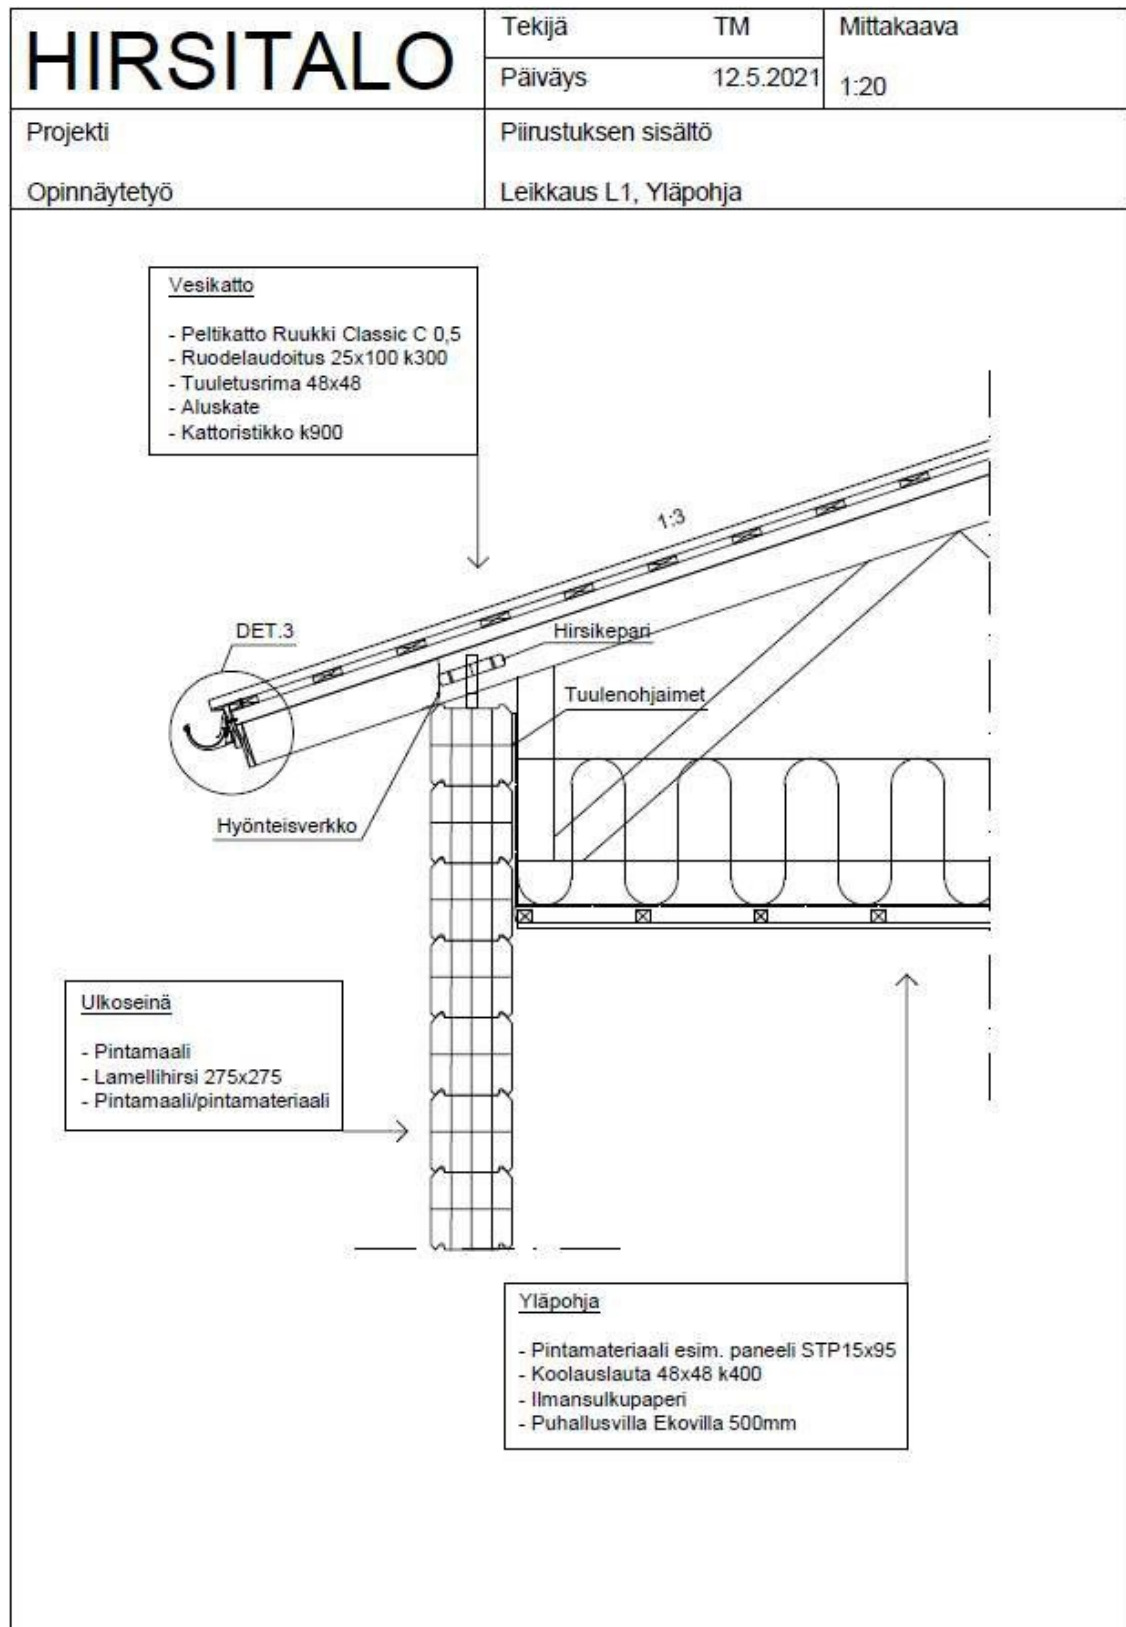 HIRSITALO
Tekijä TM
Päiväys 12.5.2021
Mittakaava
1:20
Projekti
Opinnäytetyö
Piirustuksen sisältö
Leikkaus L1, Yläpohja
Vesikatto
- Peltikatto Ruukki Classic C 0,5
- Ruodelaudoitus 25x100 k300
- Tuuletusrima 48x48
- Aluskate
- Kattoristikko k900
1:3
DET.3
Hirsikepari
Tuulenohjaimet
Hyönteisverkko
Ulkoseinä
- Pintamaali
- Lamellihirsi 275x275
- Pintamaali/pintamateriaali
Yläpohja
- Pintamateriaali esim. paneeli STP15x95
- Koolauslauta 48x48 k400
- Ilmansulkupaperi
- Puhallusvilla Ekovilla 500mm